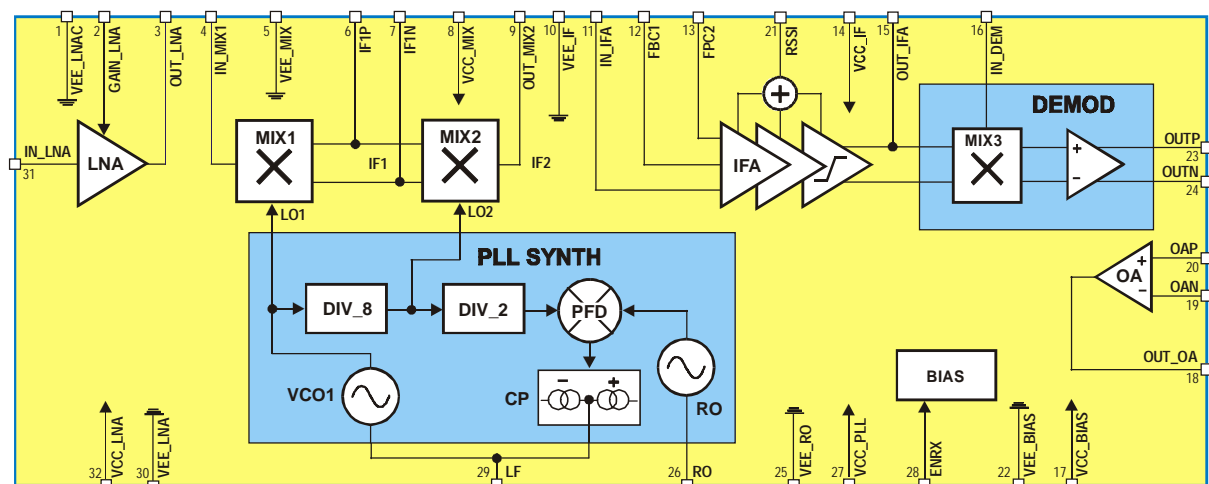 1
VEE_LNAC
2
GAIN_LNA
3
OUT_LNA
4
IN_MIX1
5
VEE_MIX
6
IF1P
7
IF1N
8
VCC_MIX
9
OUT_MIX2
10
VEE_IF
11
IN_IFA
12
FBC1
13
FPC2
21
RSSI
14
VCC_IF
15
OUT_IFA
16
IN_DEM
DEMOD
IN_LNA
31
LNA
MIX1
IF1
MIX2
IF2
LO1
LO2
IFA
+
MIX3
+
−
OUTP
23
OUTN
24
PLL SYNTH
DIV_8
DIV_2
PFD
VCO1
CP
−
+
RO
OA
+
−
OAP
20
OAN
19
OUT_OA
18
BIAS
32
VCC_LNA
30
VEE_LNA
29
LF
26
RO
25
VEE_RO
27
VCC_PLL
28
ENRX
22
VEE_BIAS
17
VCC_BIAS